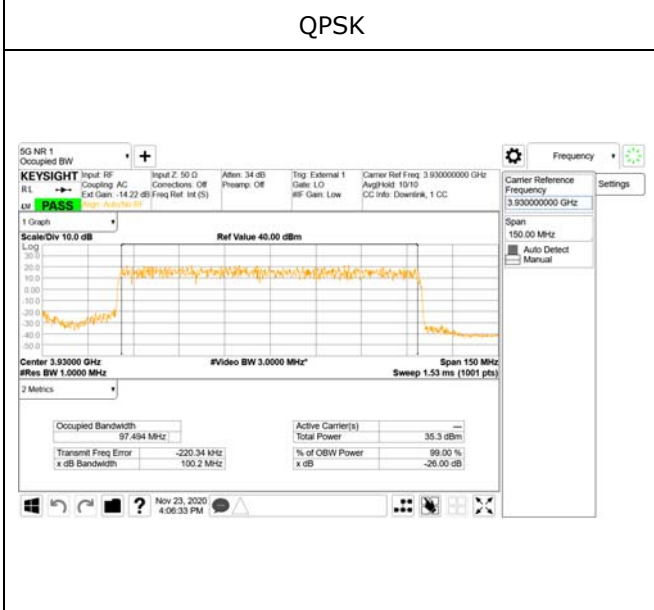 QPSK
5G NR 1
Occupied BW
+
Frequency
KEYSIGHT
Input: RF
Coupling: AC
Ext Gain: -14.22 dB
Align: Auto/No RF
Input Z: 50 Ω
Corrections: Off
Freq Ref: Int (S)
Atten: 34 dB
Preamp: Off
Trig: External 1
Gate: LO
#IF Gain: Low
Carrier Ref Freq: 3.930000000 GHz
Avg|Hold: 10/10
CC Info: Downlink, 1 CC
RL
PASS
Carrier Reference
Frequency
3.930000000 GHz
Settings
Span
150.00 MHz
Auto Detect
Manual
1 Graph
Scale/Div 10.0 dB
Ref Value 40.00 dBm
Log
30.0
20.0
10.0
0.00
-10.0
-20.0
-30.0
-40.0
-50.0
Center 3.93000 GHz
#Video BW 3.0000 MHz*
Span 150 MHz
#Res BW 1.0000 MHz
Sweep 1.53 ms (1001 pts)
2 Metrics
Occupied Bandwidth
97.494 MHz
Transmit Freq Error -220.34 kHz
x dB Bandwidth 100.2 MHz
Active Carrier(s) ---
Total Power 35.3 dBm
% of OBW Power 99.00 %
x dB -26.00 dB
?
Nov 23, 2020
4:06:33 PM